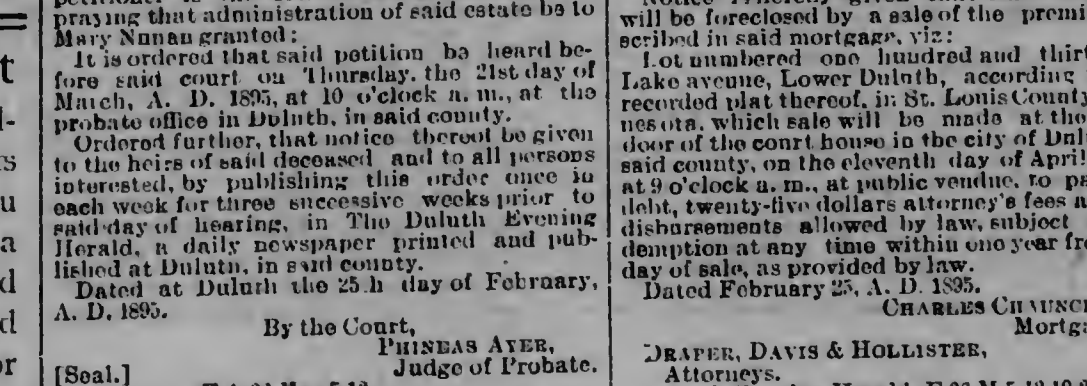 praying that administration of said estate be to
Mary Nunan granted:
It is ordered that said petition be heard be-
fore said court on Thursday, the 21st day of
March, A. D. 1895, at 10 o'clock a. m., at the
probate office in Duluth, in said county.
Ordered further, that notice thereof be given
to the heirs of said deceased and to all persons
interested, by publishing this order once in
each week for three successive weeks prior to
said day of hearing, in The Duluth Evening
Herald, a daily newspaper printed and pub-
lished at Duluth, in said county.
Dated at Duluth the 25th day of February,
A. D. 1895.
By the Court,
PHINEAS AYER,
Judge of Probate.
[Seal.]
will be foreclosed by a sale of the premi
scribed in said mortgage, viz:
Lot numbered one hundred and thir
Lake avenue, Lower Duluth, according
recorded plat thereof, in St. Louis County
nesota, which sale will be made at the
door of the court house in the city of Dul
said county, on the eleventh day of April
at 9 o'clock a. m., at public vendue, to pa
debt, twenty-five dollars attorney's fees a
disbursements allowed by law, subject
demption at any time within one year fr
day of sale, as provided by law.
Dated February 25, A. D. 1895.
CHARLES CHAUNC
Mortga
DRAPER, DAVIS & HOLLISTER,
Attorneys.